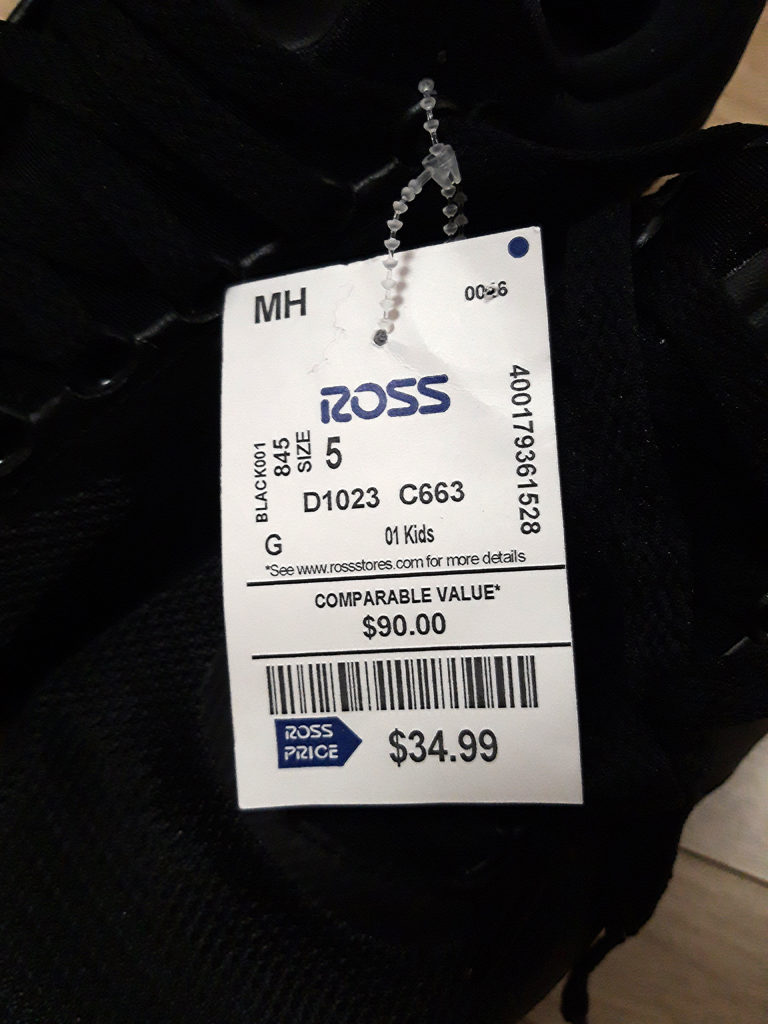 MH
ROSS
400179361528
BLACK001
845
SIZE
5
D1023 C663
G
01 Kids
*See www.rossstores.com for more details
COMPARABLE VALUE*
$90.00
ROSS
PRICE
$34.99